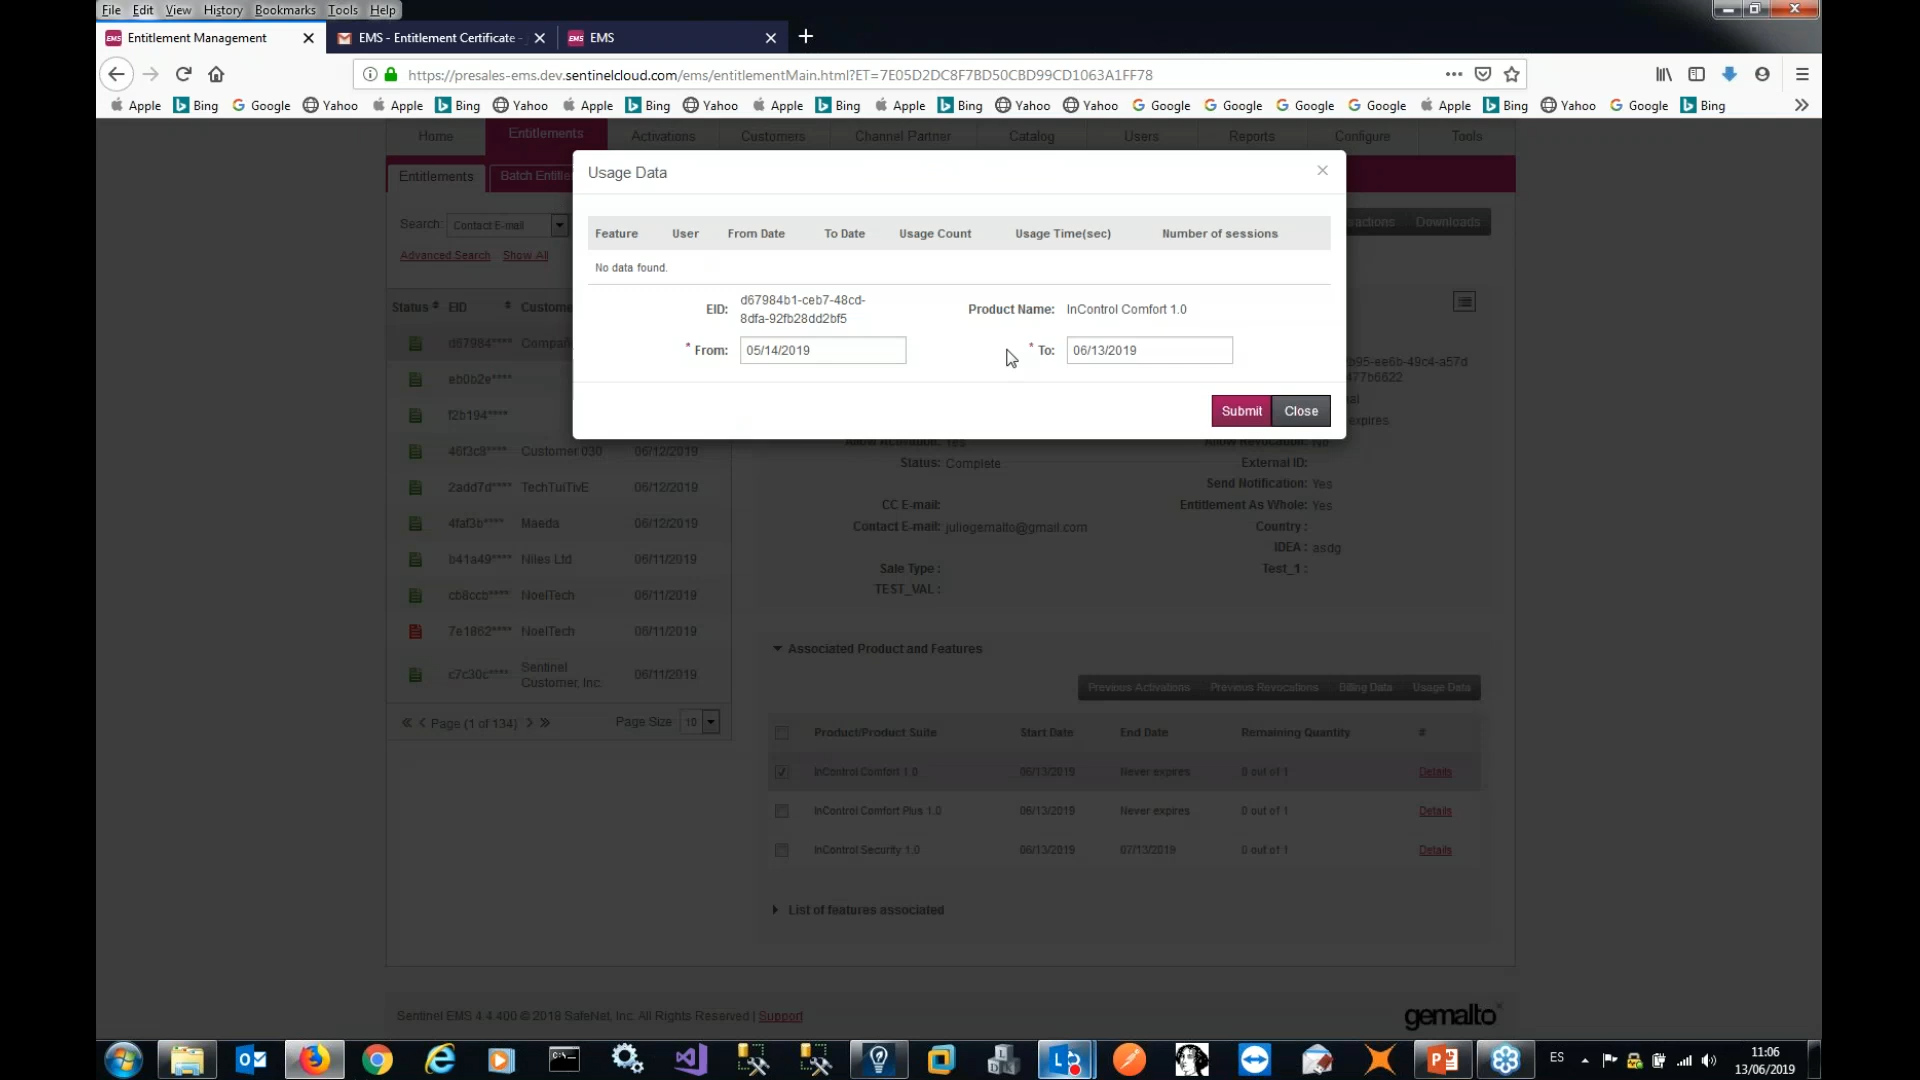 File Edit View History Bookmarks Tools Help
Entitlement Management
EMS - Entitlement Certificate -
EMS
https://presales-ems.dev.sentinelcloud.com/ems/entitlementMain.html?ET=7E05D2DC8F7BD50CBD99CD1063A1FF78
Apple Bing Google Yahoo Apple Bing Yahoo Apple Bing Yahoo Apple Bing Apple Bing Yahoo Yahoo Google Google Google Google Apple Bing Yahoo Google Bing
Home Entitlements Activations Customers Channel Partner Catalog Users Reports Configure Tools
Entitlements Batch Entitle
Search: Contact E-mail
Advanced Search Show All
actions Downloads
Usage Data
Feature User From Date To Date Usage Count Usage Time(sec) Number of sessions
No data found.
EID: d67984b1-ceb7-48cd-
8dfa-92fb28dd2bf5
Product Name: InControl Comfort 1.0
* From: 05/14/2019 * To: 06/13/2019
Submit Close
Status EID Custome
d67984**** Compañí
eb0b2e****
f2b194****
46f3c8**** Customer 030 06/12/2019
2add7d**** TechTulTivE 06/12/2019
4faf3b**** Maeda 06/12/2019
b41a49**** Niles Ltd 06/11/2019
cb8ccb**** NoelTech 06/11/2019
7e1862**** NoelTech 06/11/2019
c7c30c**** Sentinel Customer, Inc. 06/11/2019
Page (1 of 134) Page Size 10
b95-ee6b-49c4-a57d
477b6622
al
expires
Allow Activation: Yes Allow Revocation: No
Status: Complete External ID:
Send Notification: Yes
CC E-mail: Entitlement As Whole: Yes
Contact E-mail: juliogemalto@gmail.com Country :
IDEA : asdg
Sale Type : Test_1 :
TEST_VAL :
Associated Product and Features
Previous Activations Previous Revocations Billing Data Usage Data
Product/Product Suite Start Date End Date Remaining Quantity #
InControl Comfort 1.0 06/13/2019 Never expires 0 out of 1 Details
InControl Comfort Plus 1.0 06/13/2019 Never expires 0 out of 1 Details
InControl Security 1.0 06/13/2019 07/13/2019 0 out of 1 Details
List of features associated
Sentinel EMS 4.4.400 © 2018 SafeNet, Inc. All Rights Reserved | Support
gemalto
ES
11:06
13/06/2019